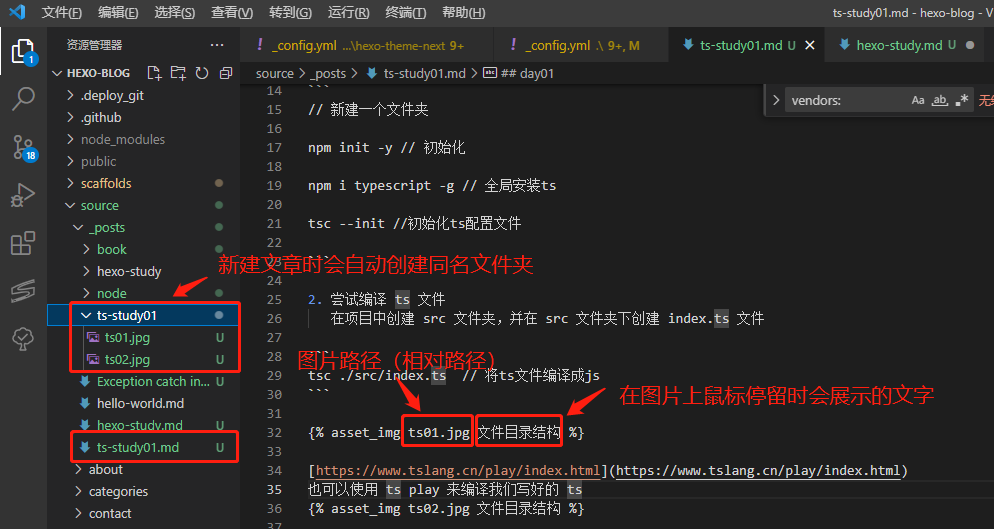 文件(F) 编辑(E) 选择(S) 查看(V) 转到(G) 运行(R) 终端(T) 帮助(H) ts-study01.md - hexo-blog - V
资源管理器 ···
! _config.yml ...\hexo-theme-next 9+ ! _config.yml .\ 9+, M ts-study01.md U × hexo-study.md U ●
HEXO-BLOG
source > _posts > ts-study01.md > ## day01
vendors: Aa ab, .* 无
1
18
.deploy_git
.github
node_modules
public
scaffolds
source
_posts
book
hexo-study
node
ts-study01
ts01.jpg U
ts02.jpg U
Exception catch in... U
hello-world.md
hexo-study.md U
ts-study01.md U
about
categories
contact
14 ```
15 // 新建一个文件夹
16
17 npm init -y // 初始化
18
19 npm i typescript -g // 全局安装ts
20
21 tsc --init //初始化ts配置文件
22
```
新建文章时会自动创建同名文件夹
24
25 2. 尝试编译 ts 文件
26 在项目中创建 src 文件夹，并在 src 文件夹下创建 index.ts 文件
27
```
图片路径（相对路径）
29 tsc ./src/index.ts // 将ts文件编译成js
30 ```
31
在图片上鼠标停留时会展示的文字
32 {% asset_img ts01.jpg 文件目录结构 %}
33
34 [https://www.tslang.cn/play/index.html](https://www.tslang.cn/play/index.html)
35 也可以使用 ts play 来编译我们写好的 ts
36 {% asset_img ts02.jpg 文件目录结构 %}
37